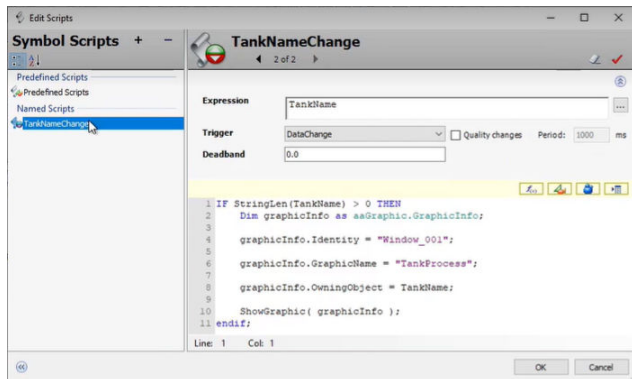 Edit Scripts
Symbol Scripts + −
TankNameChange
2 of 2
Predefined Scripts
Predefined Scripts
Named Scripts
TankNameChange
Expression
TankName
...
Trigger
DataChange
Quality changes
Period:
1000
ms
Deadband
0.0
1 IF StringLen(TankName) > 0 THEN
2 Dim graphicInfo as aaGraphic.GraphicInfo;
3
4 graphicInfo.Identity = "Window_001";
5
6 graphicInfo.GraphicName = "TankProcess";
7
8 graphicInfo.OwningObject = TankName;
9
10 ShowGraphic( graphicInfo );
11 endif;
Line: 1 Col: 1
OK
Cancel